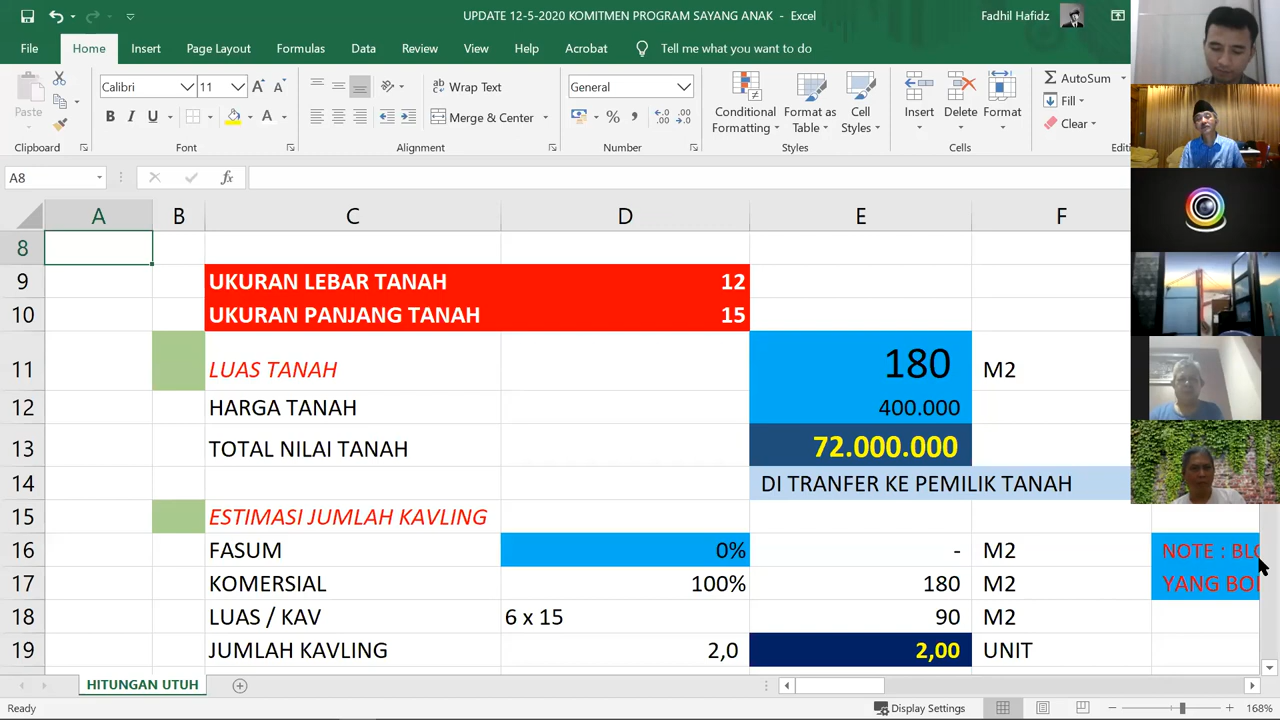 UPDATE 12-5-2020 KOMITMEN PROGRAM SAYANG ANAK - Excel
Fadhil Hafidz
File Home Insert Page Layout Formulas Data Review View Help Acrobat Tell me what you want to do
Calibri 11 Wrap Text General AutoSum
Paste B I U A Merge & Center % Conditional Formatting Format as Table Cell Styles Insert Delete Format Fill Clear
Clipboard Font Alignment Number Styles Cells
A8 fx
A B C D E F
8
9 UKURAN LEBAR TANAH 12
10 UKURAN PANJANG TANAH 15
11 LUAS TANAH 180 M2
12 HARGA TANAH 400.000
13 TOTAL NILAI TANAH 72.000.000
14 DI TRANFER KE PEMILIK TANAH
15 ESTIMASI JUMLAH KAVLING
16 FASUM 0% - M2 NOTE :
17 KOMERSIAL 100% 180 M2 YANG
18 LUAS / KAV 6 x 15 90 M2
19 JUMLAH KAVLING 2,0 2,00 UNIT
HITUNGAN UTUH
Ready Display Settings 168%